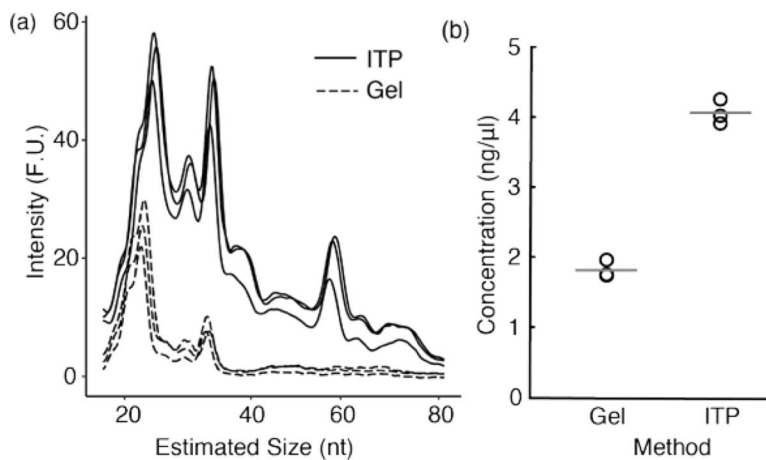 (a)
60
40
20
0
Intensity (F.U.)
ITP
Gel
20 40 60 80
Estimated Size (nt)
(b)
5
4
3
2
1
0
Concentration (ng/µl)
Gel ITP
Method